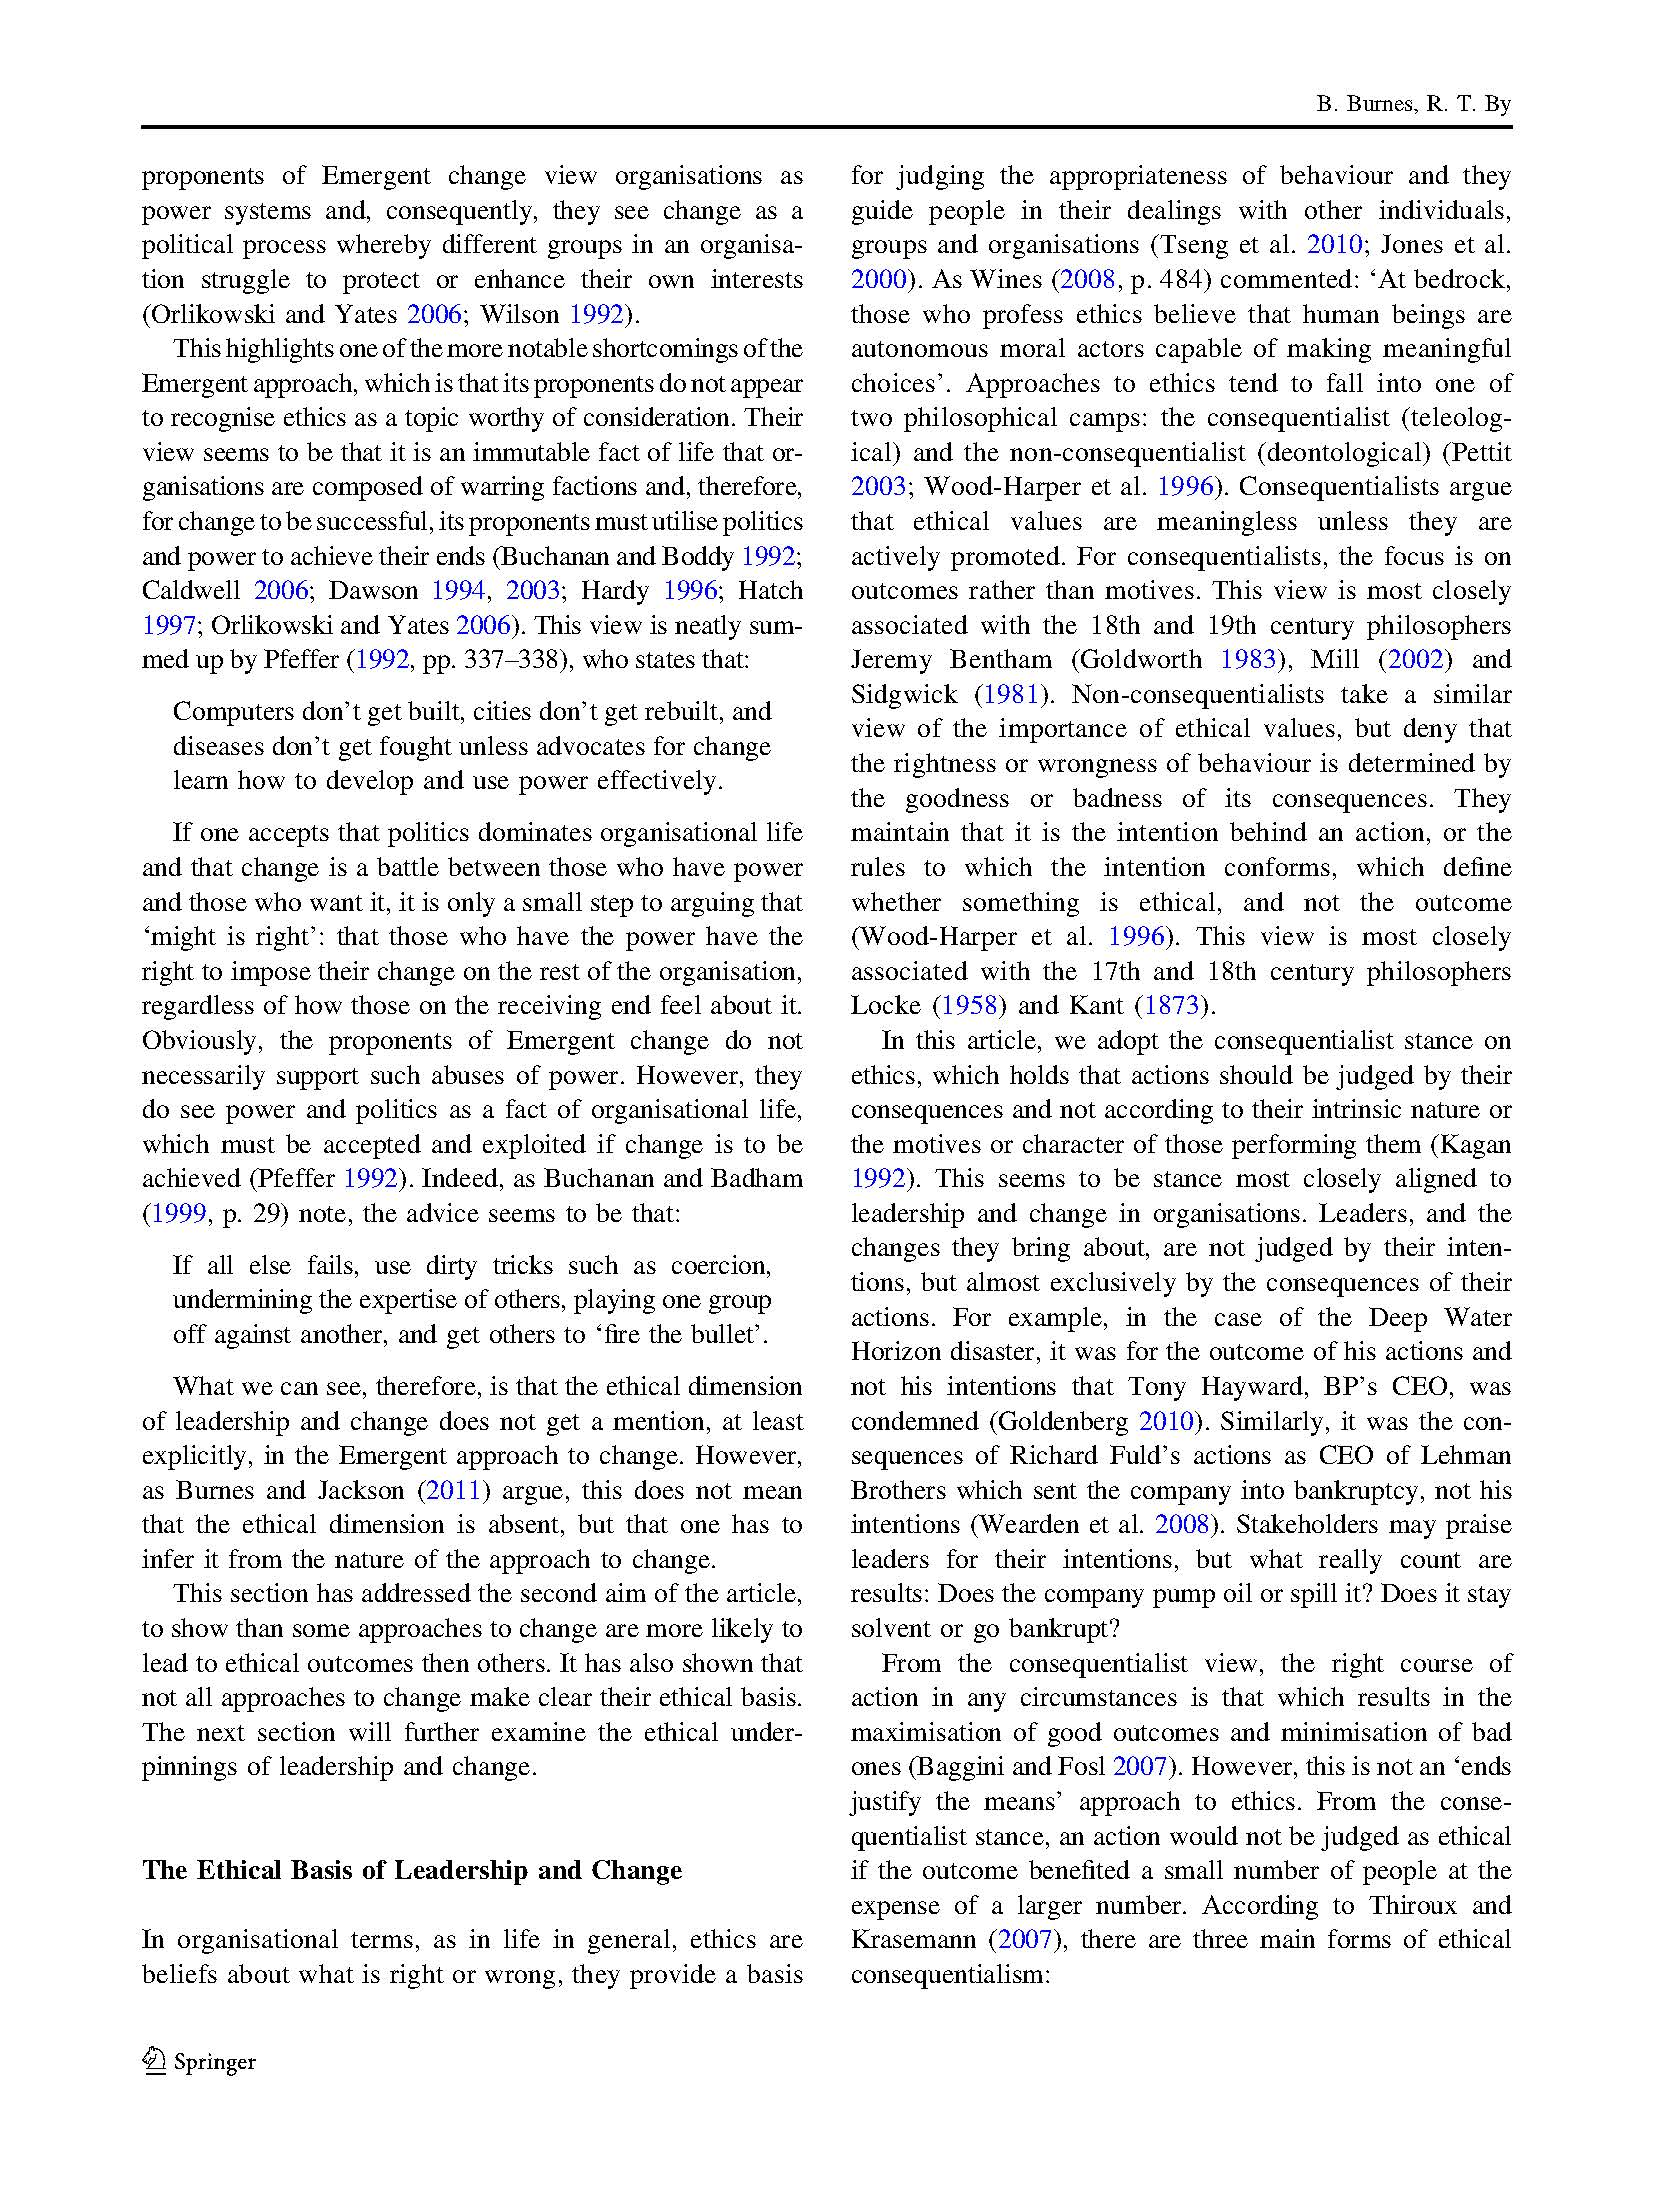 B. Burnes, R. T. By
proponents of Emergent change view organisations as
power systems and, consequently, they see change as a
political process whereby different groups in an organisa-
tion struggle to protect or enhance their own interests
(Orlikowski and Yates 2006; Wilson 1992).
This highlights one of the more notable shortcomings of the
Emergent approach, which is that its proponents do not appear
to recognise ethics as a topic worthy of consideration. Their
view seems to be that it is an immutable fact of life that or-
ganisations are composed of warring factions and, therefore,
for change to be successful, its proponents must utilise politics
and power to achieve their ends (Buchanan and Boddy 1992;
Caldwell 2006; Dawson 1994, 2003; Hardy 1996; Hatch
1997; Orlikowski and Yates 2006). This view is neatly sum-
med up by Pfeffer (1992, pp. 337–338), who states that:
Computers don't get built, cities don't get rebuilt, and
diseases don't get fought unless advocates for change
learn how to develop and use power effectively.
If one accepts that politics dominates organisational life
and that change is a battle between those who have power
and those who want it, it is only a small step to arguing that
‘might is right’: that those who have the power have the
right to impose their change on the rest of the organisation,
regardless of how those on the receiving end feel about it.
Obviously, the proponents of Emergent change do not
necessarily support such abuses of power. However, they
do see power and politics as a fact of organisational life,
which must be accepted and exploited if change is to be
achieved (Pfeffer 1992). Indeed, as Buchanan and Badham
(1999, p. 29) note, the advice seems to be that:
If all else fails, use dirty tricks such as coercion,
undermining the expertise of others, playing one group
off against another, and get others to ‘fire the bullet’.
What we can see, therefore, is that the ethical dimension
of leadership and change does not get a mention, at least
explicitly, in the Emergent approach to change. However,
as Burnes and Jackson (2011) argue, this does not mean
that the ethical dimension is absent, but that one has to
infer it from the nature of the approach to change.
This section has addressed the second aim of the article,
to show than some approaches to change are more likely to
lead to ethical outcomes then others. It has also shown that
not all approaches to change make clear their ethical basis.
The next section will further examine the ethical under-
pinnings of leadership and change.
The Ethical Basis of Leadership and Change
In organisational terms, as in life in general, ethics are
beliefs about what is right or wrong, they provide a basis
for judging the appropriateness of behaviour and they
guide people in their dealings with other individuals,
groups and organisations (Tseng et al. 2010; Jones et al.
2000). As Wines (2008, p. 484) commented: ‘At bedrock,
those who profess ethics believe that human beings are
autonomous moral actors capable of making meaningful
choices’. Approaches to ethics tend to fall into one of
two philosophical camps: the consequentialist (teleolog-
ical) and the non-consequentialist (deontological) (Pettit
2003; Wood-Harper et al. 1996). Consequentialists argue
that ethical values are meaningless unless they are
actively promoted. For consequentialists, the focus is on
outcomes rather than motives. This view is most closely
associated with the 18th and 19th century philosophers
Jeremy Bentham (Goldworth 1983), Mill (2002) and
Sidgwick (1981). Non-consequentialists take a similar
view of the importance of ethical values, but deny that
the rightness or wrongness of behaviour is determined by
the goodness or badness of its consequences. They
maintain that it is the intention behind an action, or the
rules to which the intention conforms, which define
whether something is ethical, and not the outcome
(Wood-Harper et al. 1996). This view is most closely
associated with the 17th and 18th century philosophers
Locke (1958) and Kant (1873).
In this article, we adopt the consequentialist stance on
ethics, which holds that actions should be judged by their
consequences and not according to their intrinsic nature or
the motives or character of those performing them (Kagan
1992). This seems to be stance most closely aligned to
leadership and change in organisations. Leaders, and the
changes they bring about, are not judged by their inten-
tions, but almost exclusively by the consequences of their
actions. For example, in the case of the Deep Water
Horizon disaster, it was for the outcome of his actions and
not his intentions that Tony Hayward, BP's CEO, was
condemned (Goldenberg 2010). Similarly, it was the con-
sequences of Richard Fuld's actions as CEO of Lehman
Brothers which sent the company into bankruptcy, not his
intentions (Wearden et al. 2008). Stakeholders may praise
leaders for their intentions, but what really count are
results: Does the company pump oil or spill it? Does it stay
solvent or go bankrupt?
From the consequentialist view, the right course of
action in any circumstances is that which results in the
maximisation of good outcomes and minimisation of bad
ones (Baggini and Fosl 2007). However, this is not an ‘ends
justify the means’ approach to ethics. From the conse-
quentialist stance, an action would not be judged as ethical
if the outcome benefited a small number of people at the
expense of a larger number. According to Thiroux and
Krasemann (2007), there are three main forms of ethical
consequentialism:
Springer